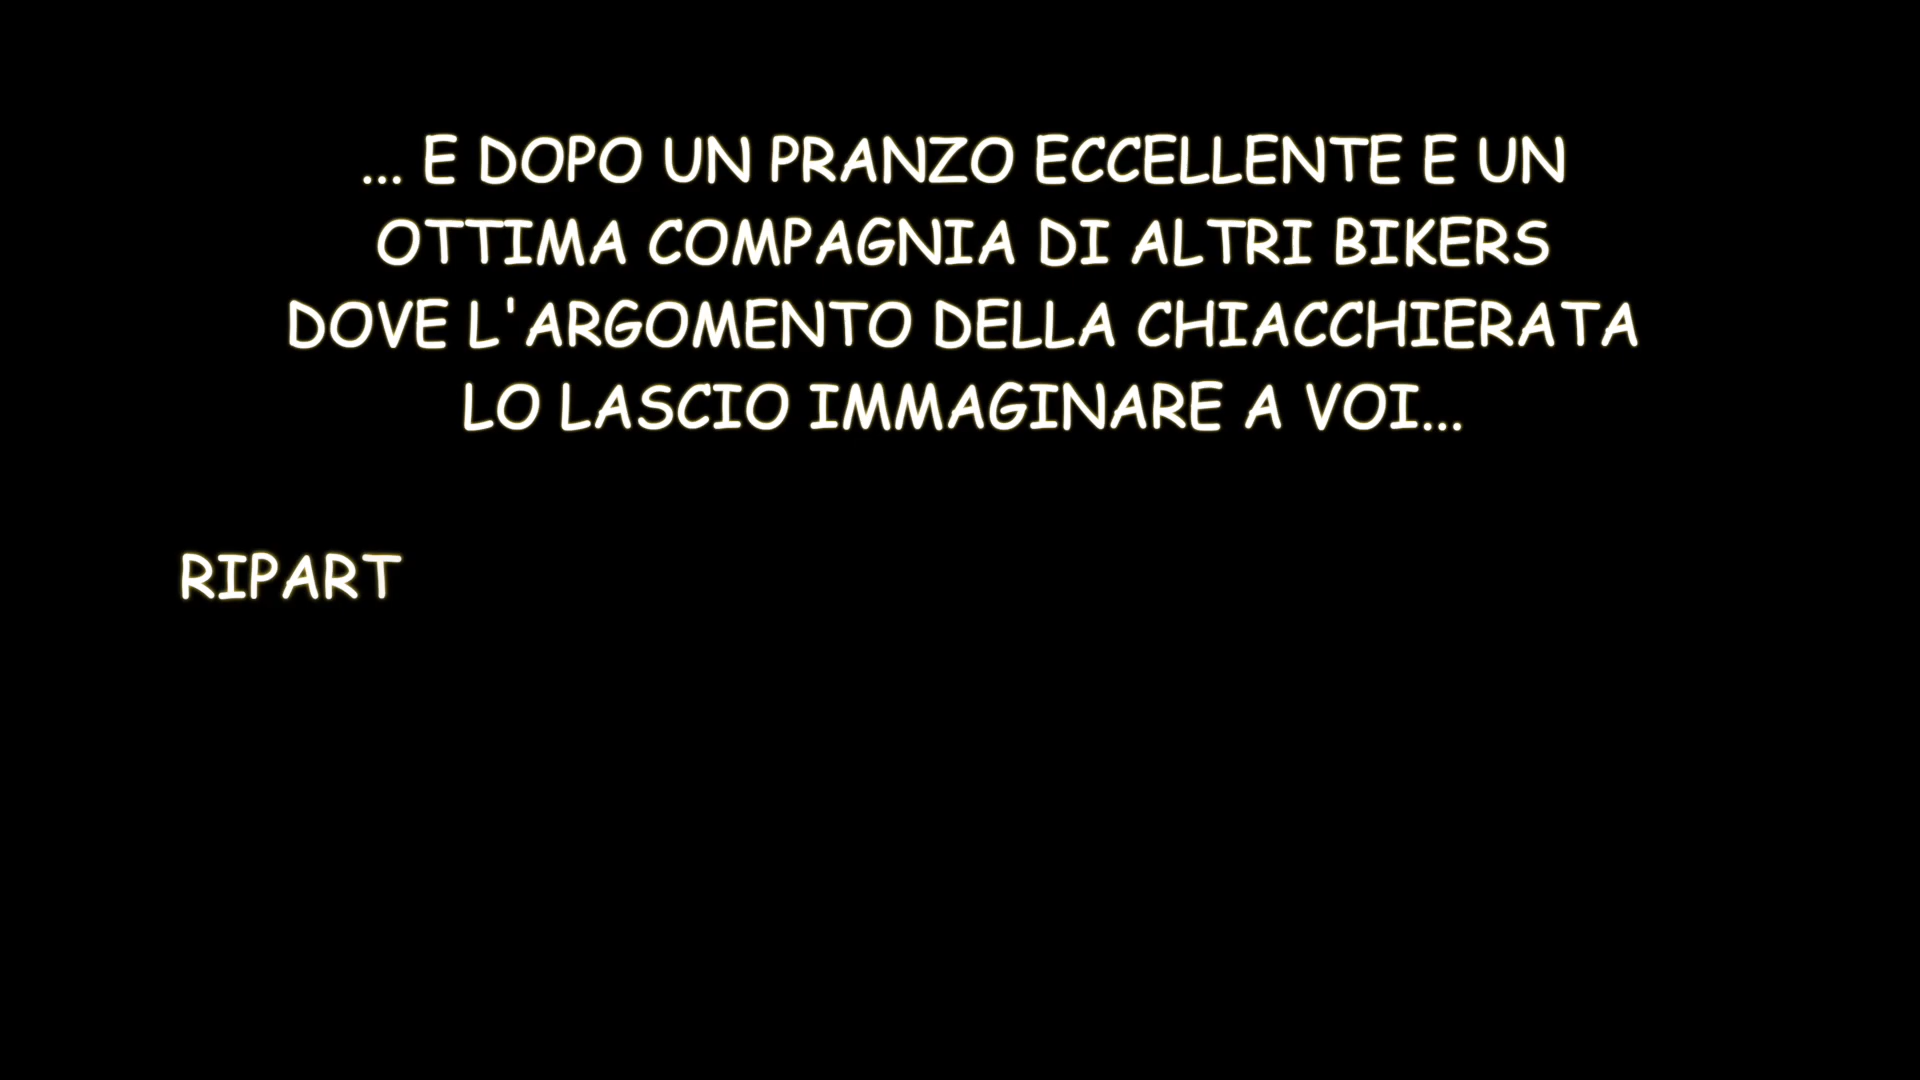 ... E DOPO UN PRANZO ECCELLENTE E UN
OTTIMA COMPAGNIA DI ALTRI BIKERS
DOVE L'ARGOMENTO DELLA CHIACCHIERATA
LO LASCIO IMMAGINARE A VOI...
RIPART